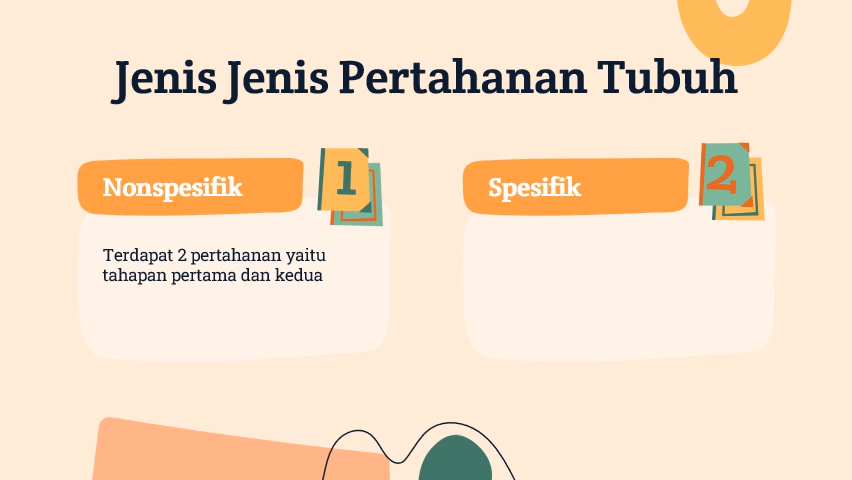 Jenis Jenis Pertahanan Tubuh
Nonspesifik
1
Terdapat 2 pertahanan yaitu
tahapan pertama dan kedua
Spesifik
2